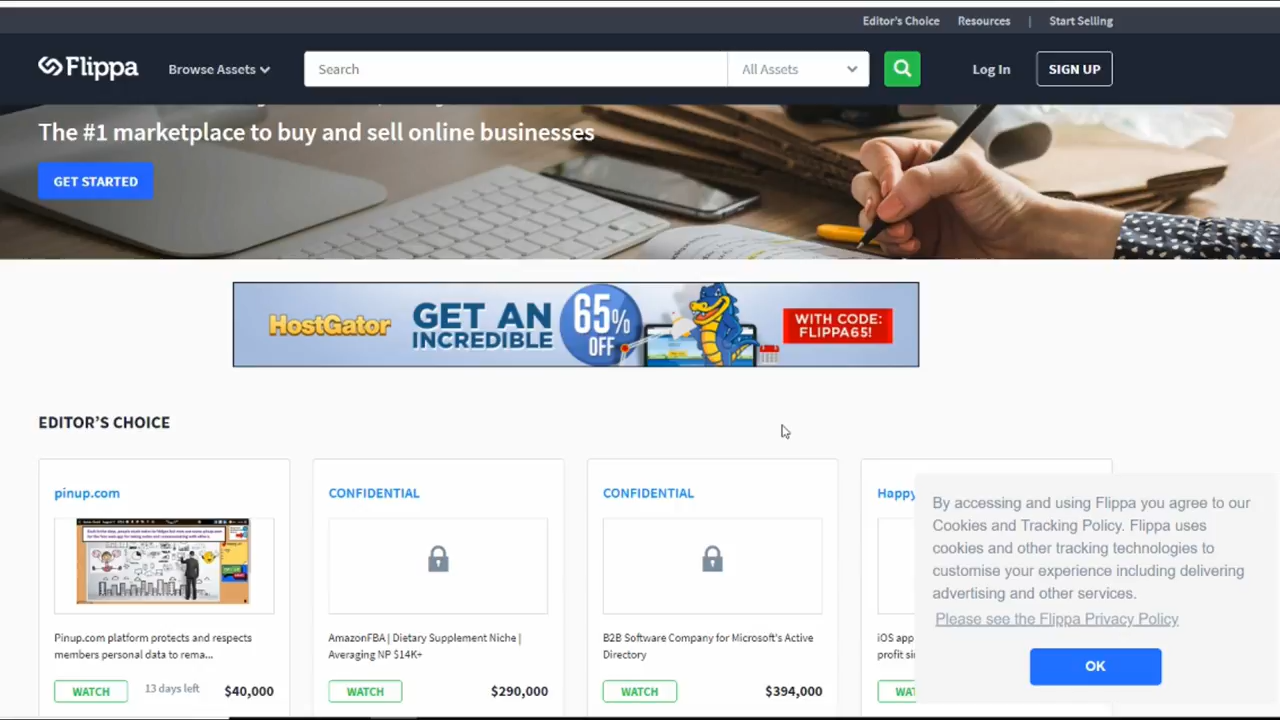 Editor's Choice Resources | Start Selling
Flippa Browse Assets Search All Assets Log In SIGN UP
The #1 marketplace to buy and sell online businesses
GET STARTED
HostGator GET AN INCREDIBLE 65% OFF WITH CODE: FLIPPA65!
EDITOR'S CHOICE
pinup.com
Pinup.com platform protects and respects
members personal data to rema...
WATCH 13 days left $40,000
CONFIDENTIAL
AmazonFBA | Dietary Supplement Niche |
Averaging NP $14K+
WATCH $290,000
CONFIDENTIAL
B2B Software Company for Microsoft's Active
Directory
WATCH $394,000
Happy
iOS app
profit
By accessing and using Flippa you agree to our
Cookies and Tracking Policy. Flippa uses
cookies and other tracking technologies to
customise your experience including delivering
advertising and other services.
Please see the Flippa Privacy Policy
OK